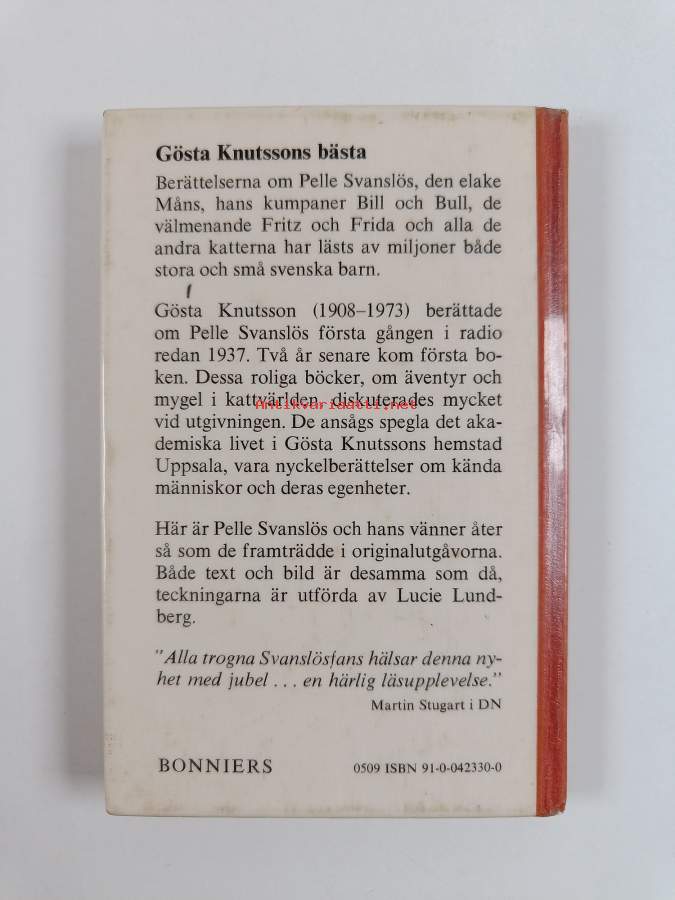 Gösta Knutssons bästa
Berättelserna om Pelle Svanslös, den elake
Måns, hans kumpaner Bill och Bull, de
välmenande Fritz och Frida och alla de
andra katterna har lästs av miljoner både
stora och små svenska barn.
Gösta Knutsson (1908–1973) berättade
om Pelle Svanslös första gången i radio
redan 1937. Två år senare kom första bo-
ken. Dessa roliga böcker, om äventyr och
mygel i kattvärlden, diskuterades mycket
Antikvariaatti.net
vid utgivningen. De ansågs spegla det aka-
demiska livet i Gösta Knutssons hemstad
Uppsala, vara nyckelberättelser om kända
människor och deras egenheter.
Här är Pelle Svanslös och hans vänner åter
så som de framträdde i originalutgåvorna.
Både text och bild är desamma som då,
teckningarna är utförda av Lucie Lund-
berg.
"Alla trogna Svanslösfans hälsar denna ny-
het med jubel . . . en härlig läsupplevelse."
Martin Stugart i DN
BONNIERS 0509 ISBN 91-0-042330-0